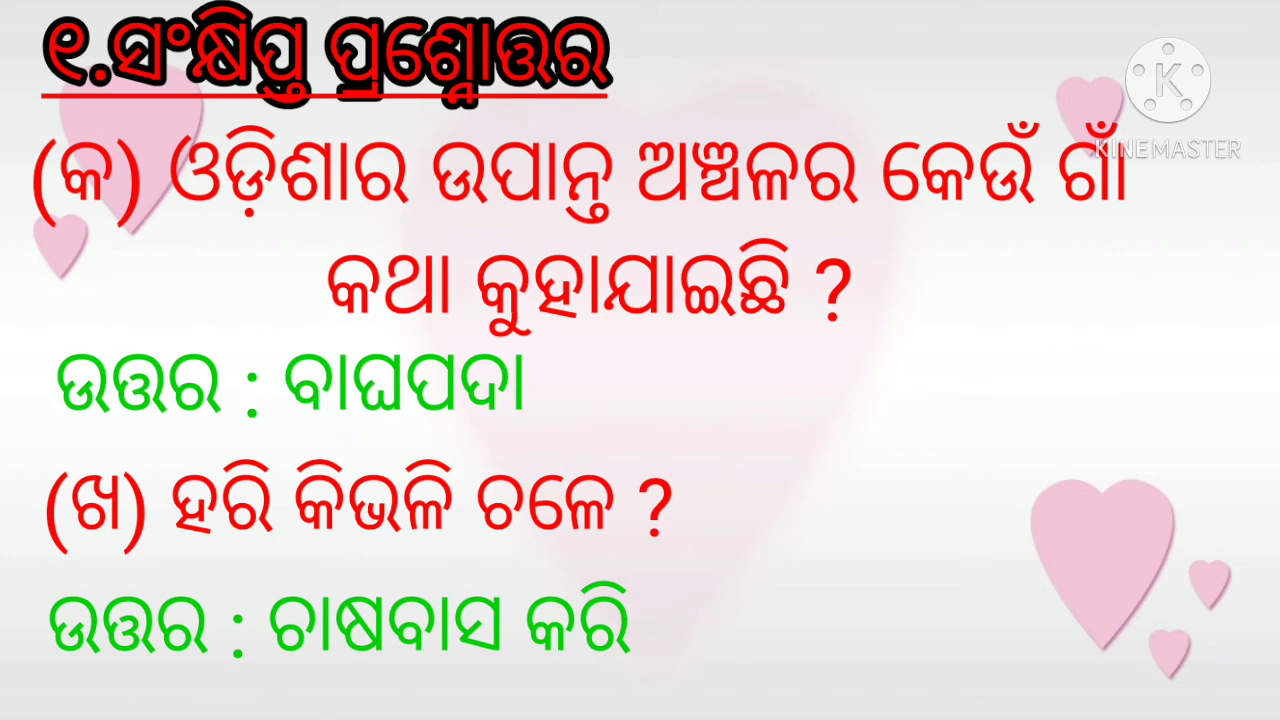 ୧.ସଂକ୍ଷିପ୍ତ ପ୍ରଶ୍ନୋତ୍ତର
(କ) ଓଡ଼ିଶାର ଉପାନ୍ତ ଅଞ୍ଚଳର କେଉଁ ଗାଁ
କଥା କୁହାଯାଇଛି ?
ଉତ୍ତର : ବାଘପଦା
(ଖ) ହରି କିଭଳି ଚଳେ ?
ଉତ୍ତର : ଚାଷବାସ କରି
K
KINEMASTER